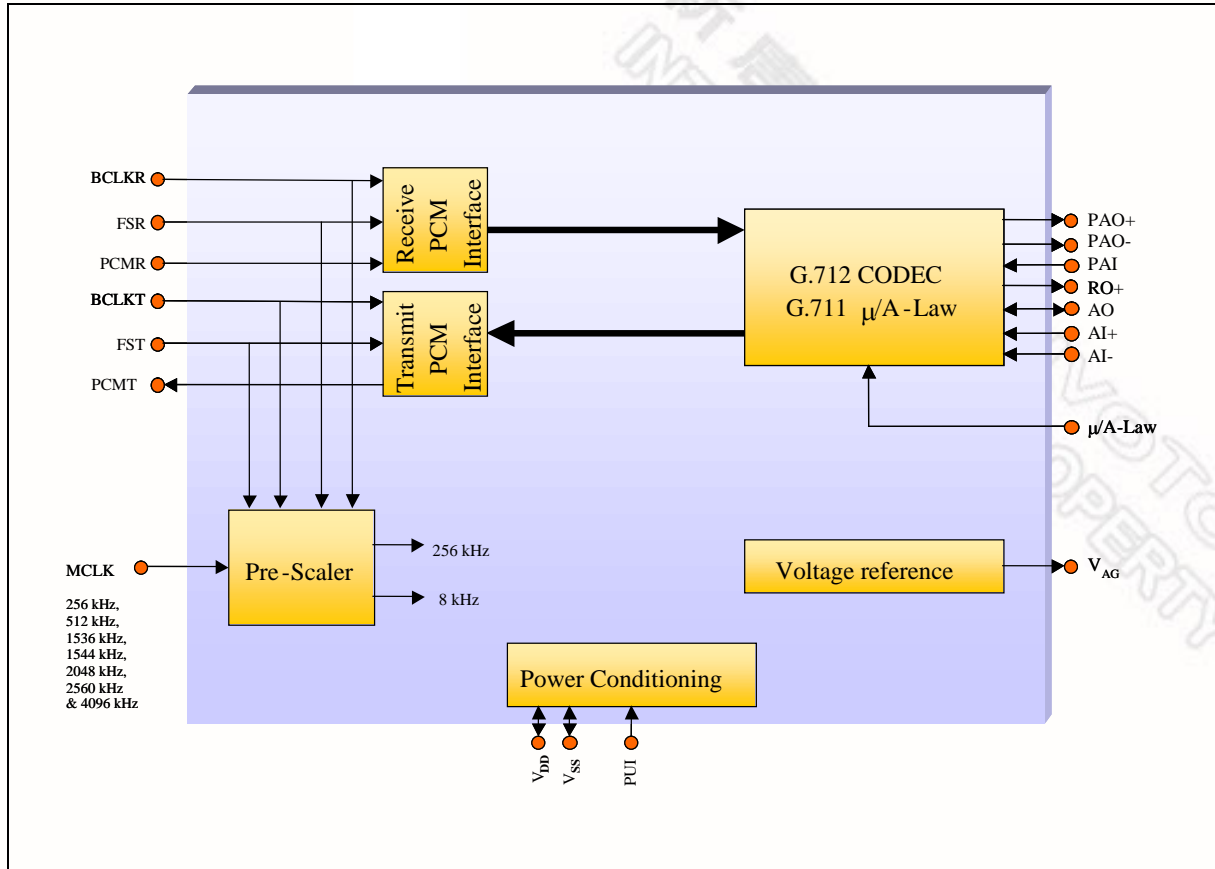 BCLKR
FSR
PCMR
BCLKT
FST
PCMT
Receive
PCM
Interface
Transmit
PCM
Interface
G.712 CODEC
G.711 μ/A-Law
PAO+
PAO-
PAI
RO+
AO
AI+
AI-
μ/A-Law
MCLK
256 kHz,
512 kHz,
1536 kHz,
1544 kHz,
2048 kHz,
2560 kHz
& 4096 kHz
Pre-Scaler
256 kHz
8 kHz
Voltage reference
VAG
Power Conditioning
VDD
VSS
PUI